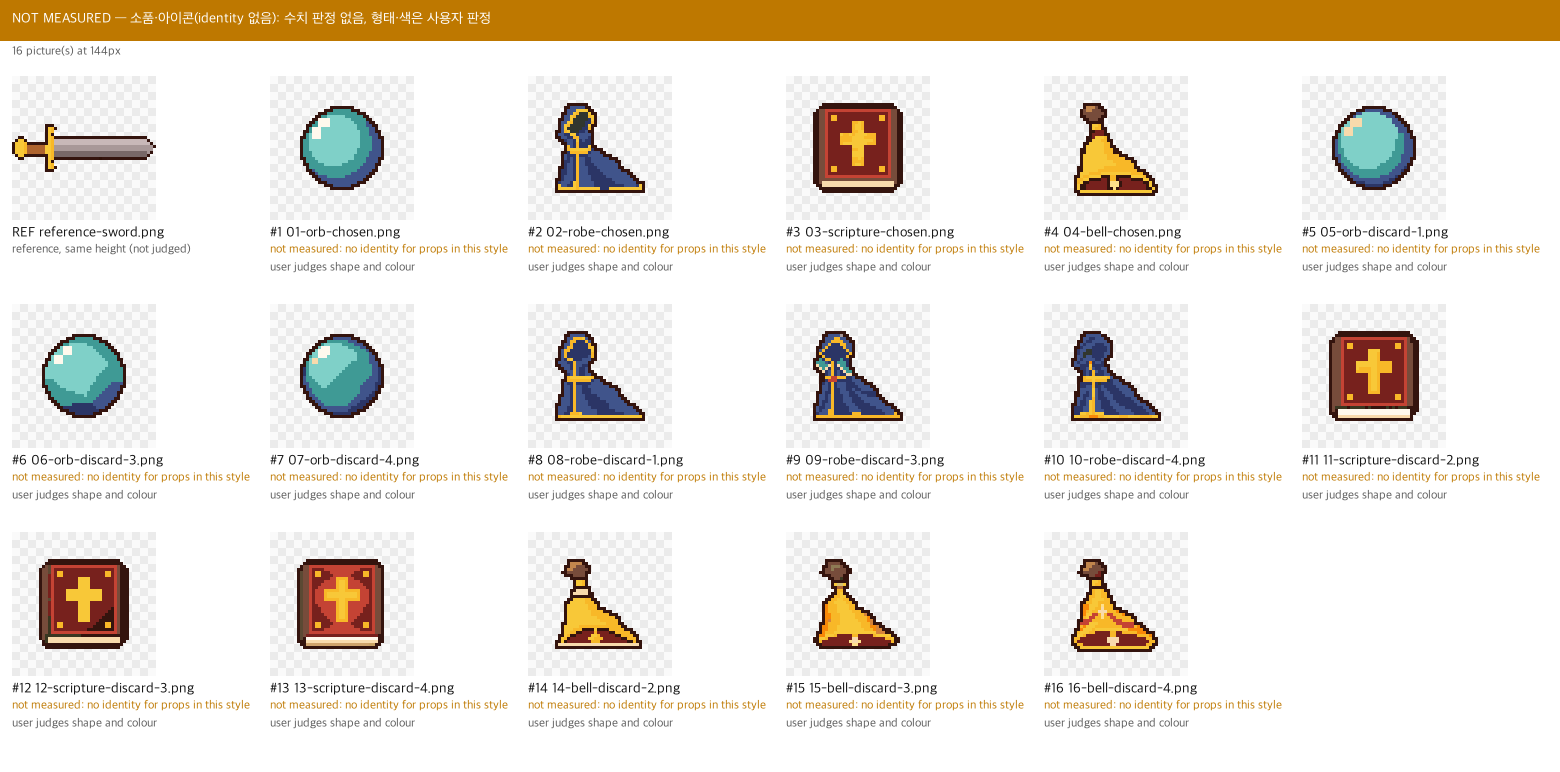 NOT MEASURED — 소품·아이콘(identity 없음): 수치 판정 없음, 형태·색은 사용자 판정
16 picture(s) at 144px
REF reference-sword.png
reference, same height (not judged)
#1 01-orb-chosen.png
not measured: no identity for props in this style
user judges shape and colour
#2 02-robe-chosen.png
not measured: no identity for props in this style
user judges shape and colour
#3 03-scripture-chosen.png
not measured: no identity for props in this style
user judges shape and colour
#4 04-bell-chosen.png
not measured: no identity for props in this style
user judges shape and colour
#5 05-orb-discard-1.png
not measured: no identity for props in this style
user judges shape and colour
#6 06-orb-discard-3.png
not measured: no identity for props in this style
user judges shape and colour
#7 07-orb-discard-4.png
not measured: no identity for props in this style
user judges shape and colour
#8 08-robe-discard-1.png
not measured: no identity for props in this style
user judges shape and colour
#9 09-robe-discard-3.png
not measured: no identity for props in this style
user judges shape and colour
#10 10-robe-discard-4.png
not measured: no identity for props in this style
user judges shape and colour
#11 11-scripture-discard-2.png
not measured: no identity for props in this style
user judges shape and colour
#12 12-scripture-discard-3.png
not measured: no identity for props in this style
user judges shape and colour
#13 13-scripture-discard-4.png
not measured: no identity for props in this style
user judges shape and colour
#14 14-bell-discard-2.png
not measured: no identity for props in this style
user judges shape and colour
#15 15-bell-discard-3.png
not measured: no identity for props in this style
user judges shape and colour
#16 16-bell-discard-4.png
not measured: no identity for props in this style
user judges shape and colour